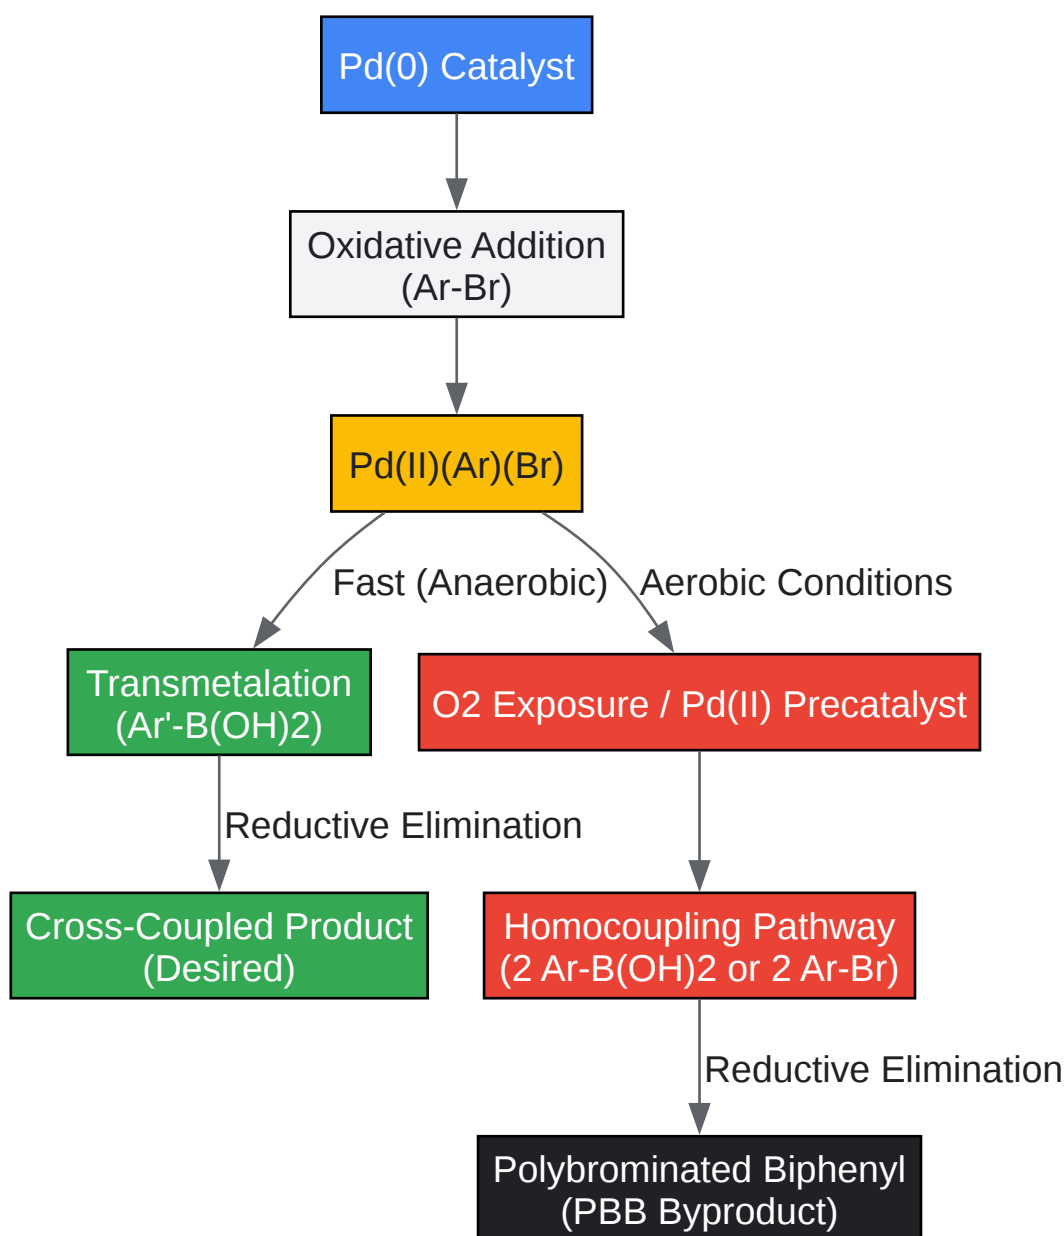 Pd(0) Catalyst
Oxidative Addition
(Ar-Br)
Pd(II)(Ar)(Br)
Fast (Anaerobic)
Aerobic Conditions
Transmetalation
(Ar'-B(OH)2)
O2 Exposure / Pd(II) Precatalyst
Reductive Elimination
Cross-Coupled Product
(Desired)
Homocoupling Pathway
(2 Ar-B(OH)2 or 2 Ar-Br)
Reductive Elimination
Polybrominated Biphenyl
(PBB Byproduct)